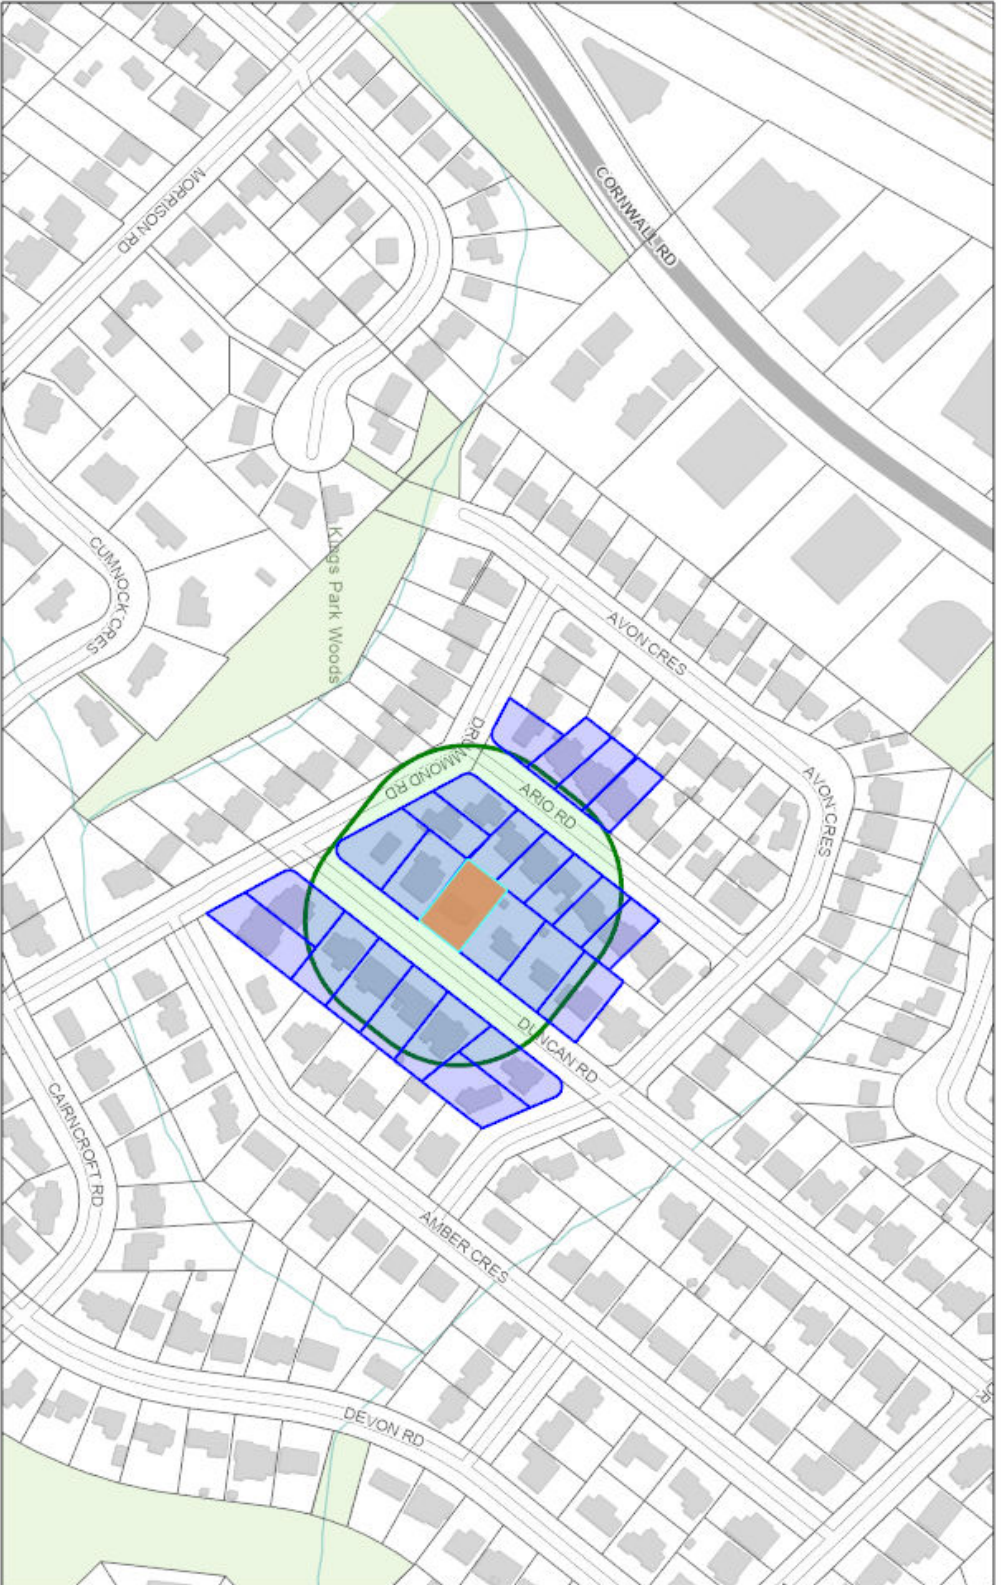 MORRISON RD
CORNWALL RD
Kings Park Woods
CUMNOCK CRES
AVON CRES
DRUMMOND RD
ARIO RD
AVON CRES
DUNCAN RD
CAIRNCROFT RD
AMBER CRES
DEVON RD